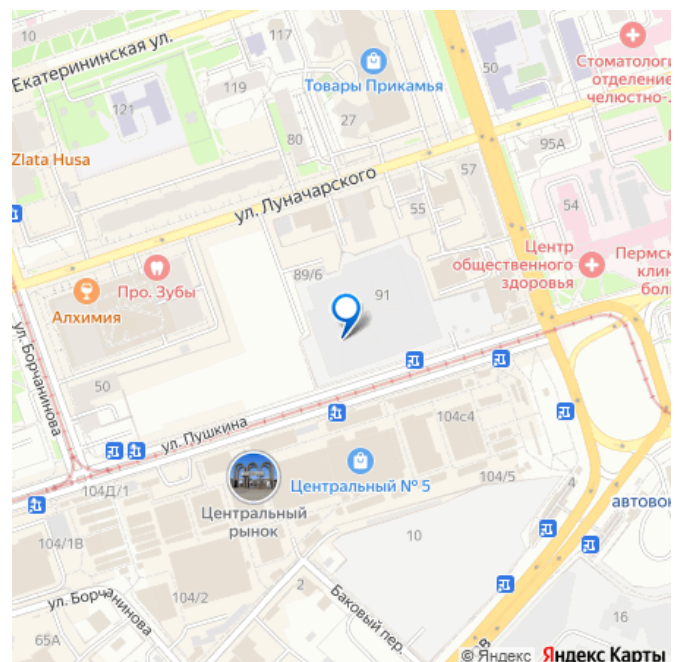 Екатерининская ул.
117
50
Стоматологи
отделение
челюстно-
Товары Прикамья
119
121
27
80
95А
Zlata Husa
ул. Луначарского
57
55
54
Центр
общественного
здоровья
Пермск
клин
бол
89/6
91
Про. Зубы
Алхимия
ул. Борчанинова
50
ул. Пушкина
104с4
104/5
4
Центральный № 5
104Д/1
автовок
Центральный
рынок
104/1В
10
104/2
2
Баковый пер.
ул. Борчанинова
65А
16
В
© Яндекс Яндекс Карты